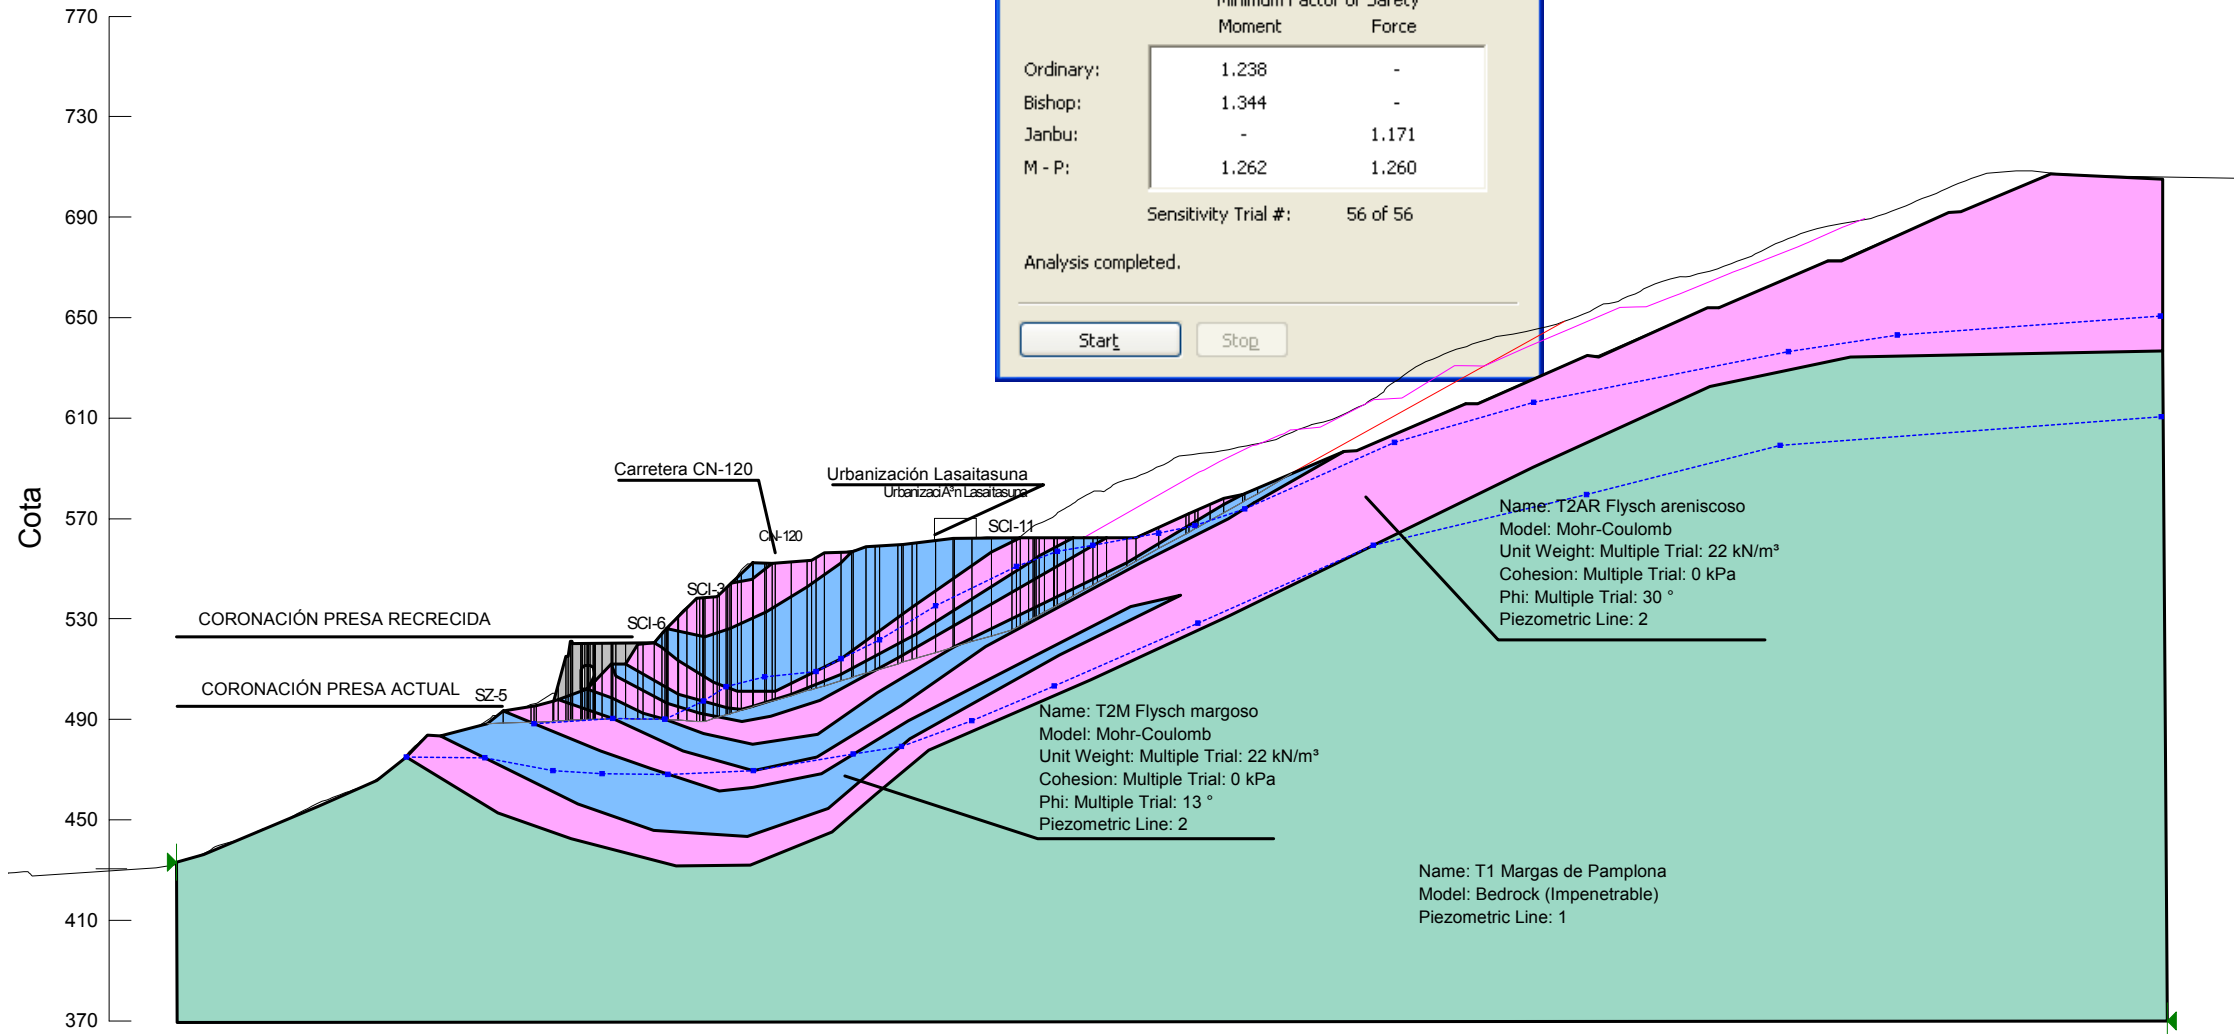 770
Minimum Factor of Safety
Moment Force
Ordinary: 1.238 -
Bishop: 1.344 -
Janbu: - 1.171
M - P: 1.262 1.260
Sensitivity Trial #: 56 of 56
Analysis completed.
Start Stop
730
690
650
610
570
530
490
450
410
370
Cota
Carretera CN-120
CN-120
Urbanización Lasaitasuna
UrbanizaciÃ³n Lasaitasuna
SCI-11
SCI-3
SCI-6
CORONACIÓN PRESA RECRECIDA
CORONACIÓN PRESA ACTUAL
SZ-5
Name: T2AR Flysch areniscoso
Model: Mohr-Coulomb
Unit Weight: Multiple Trial: 22 kN/m³
Cohesion: Multiple Trial: 0 kPa
Phi: Multiple Trial: 30 °
Piezometric Line: 2
Name: T2M Flysch margoso
Model: Mohr-Coulomb
Unit Weight: Multiple Trial: 22 kN/m³
Cohesion: Multiple Trial: 0 kPa
Phi: Multiple Trial: 13 °
Piezometric Line: 2
Name: T1 Margas de Pamplona
Model: Bedrock (Impenetrable)
Piezometric Line: 1